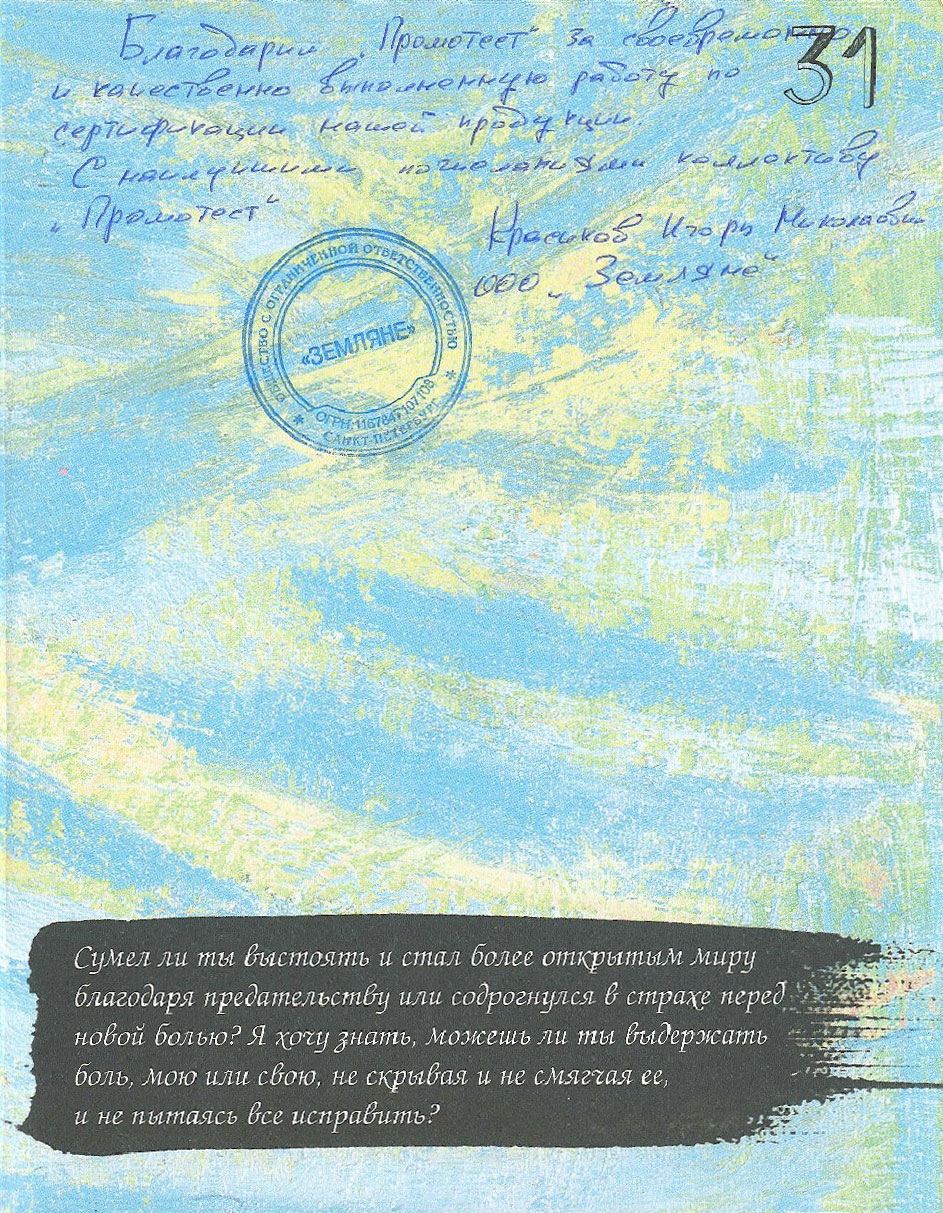 Благодарим „Промотест“ за своевременно
31
и качественно выполненную работу по
сертификации нашей продукции.
С наилучшими пожеланиями коллективу
„Промотест“
Красиков Игорь Николаевич
ООО „Земляне“
ОБЩЕСТВО С ОГРАНИЧЕННОЙ ОТВЕТСТВЕННОСТЬЮ
«ЗЕМЛЯНЕ»
ОГРН:1167847107108
* САНКТ-ПЕТЕРБУРГ *
Сумел ли ты выстоять и стал более открытым миру
благодаря предательству или содрогнулся в страхе перед
новой болью? Я хочу знать, можешь ли ты выдержать
боль, мою или свою, не скрывая и не смягчая ее,
и не пытаясь все исправить?